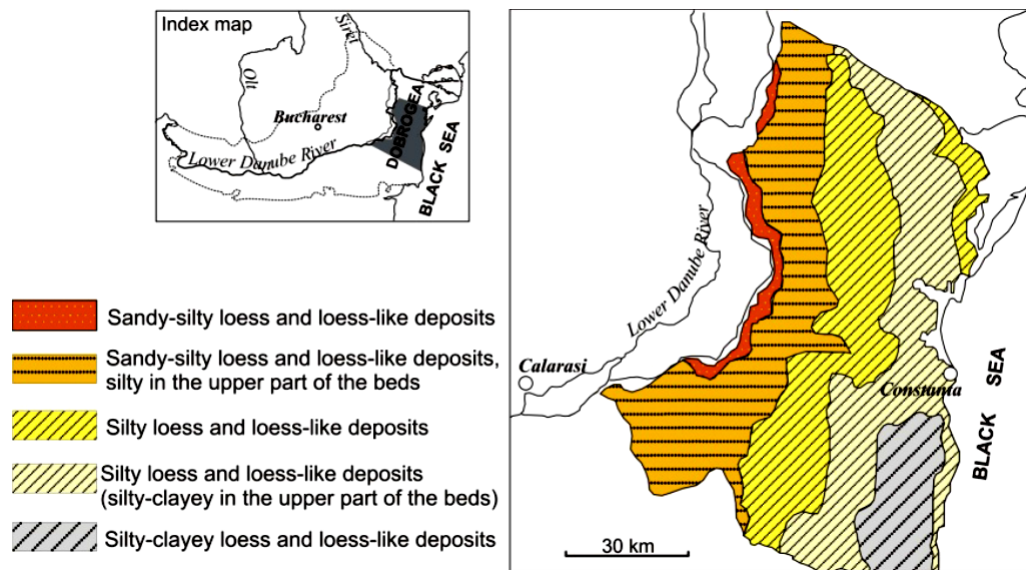 Index map
Siret
Olt
Bucharest
DOBROGEA
Lower Danube River
BLACK SEA
Sandy-silty loess and loess-like deposits
Sandy-silty loess and loess-like deposits,
silty in the upper part of the beds
Silty loess and loess-like deposits
Silty loess and loess-like deposits
(silty-clayey in the upper part of the beds)
Silty-clayey loess and loess-like deposits
Lower Danube River
Calarasi
Constanta
BLACK SEA
30 km